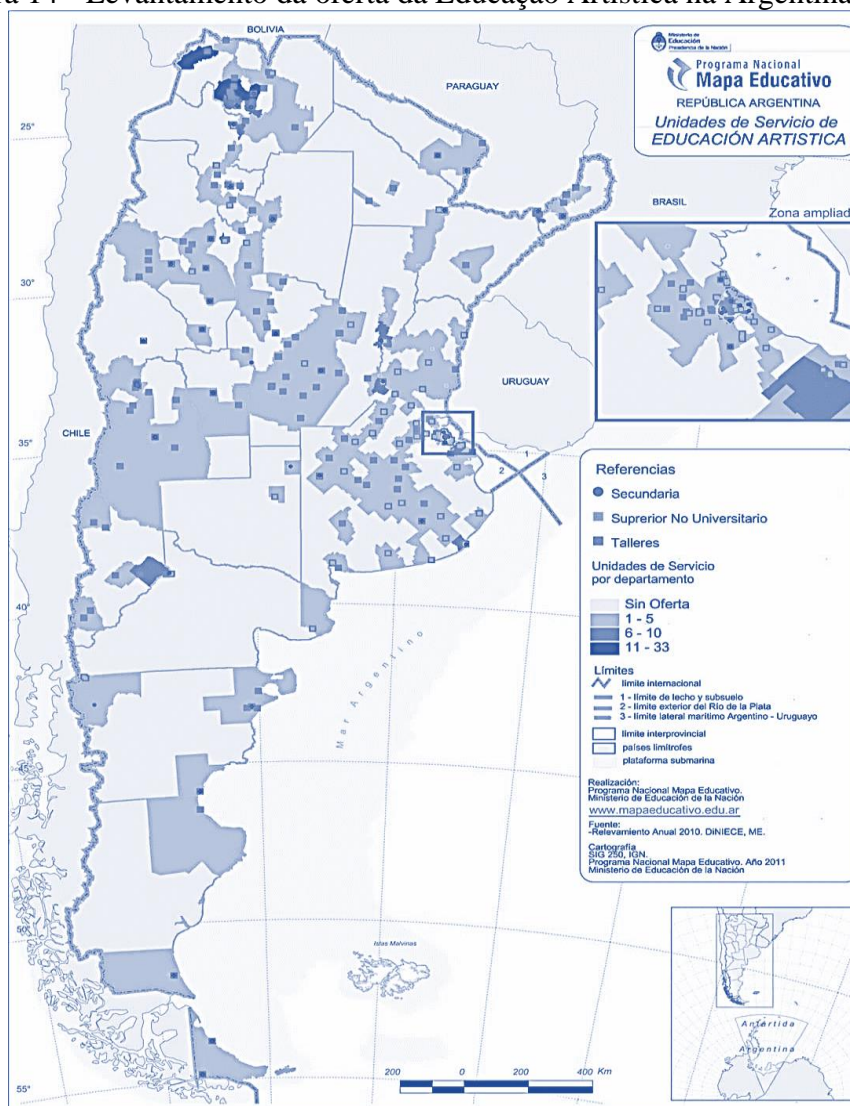 a 14 - Levantamento da oferta da Educação Artística na Argentina
Ministerio de
Educación
Presidencia de la Nación
Programa Nacional
Mapa Educativo
REPÚBLICA ARGENTINA
Unidades de Servicio de
EDUCACIÓN ARTISTICA
BOLIVIA
PARAGUAY
BRASIL
Zona ampliad
URUGUAY
CHILE
25°
30°
35°
40°
45°
50°
55°
1
2
3
Mar Argentino
Islas Malvinas
Referencias
Secundaria
Suprerior No Universitario
Talleres
Unidades de Servicio
por departamento
Sin Oferta
1 - 5
6 - 10
11 - 33
Límites
límite internacional
1 - límite de lecho y subsuelo
2 - límite exterior del Río de la Plata
3 - límite lateral marítimo Argentino - Uruguayo
límite interprovincial
países limítrofes
plataforma submarina
Realización:
Programa Nacional Mapa Educativo.
Ministerio de Educación de la Nación
www.mapaeducativo.edu.ar
Fuente:
-Relevamiento Anual 2010. DiNIECE, ME.
Cartografía
SIG 250, IGN.
Programa Nacional Mapa Educativo. Año 2011
Ministerio de Educación de la Nación
Antártida
Argentina
200 0 200 400 Km